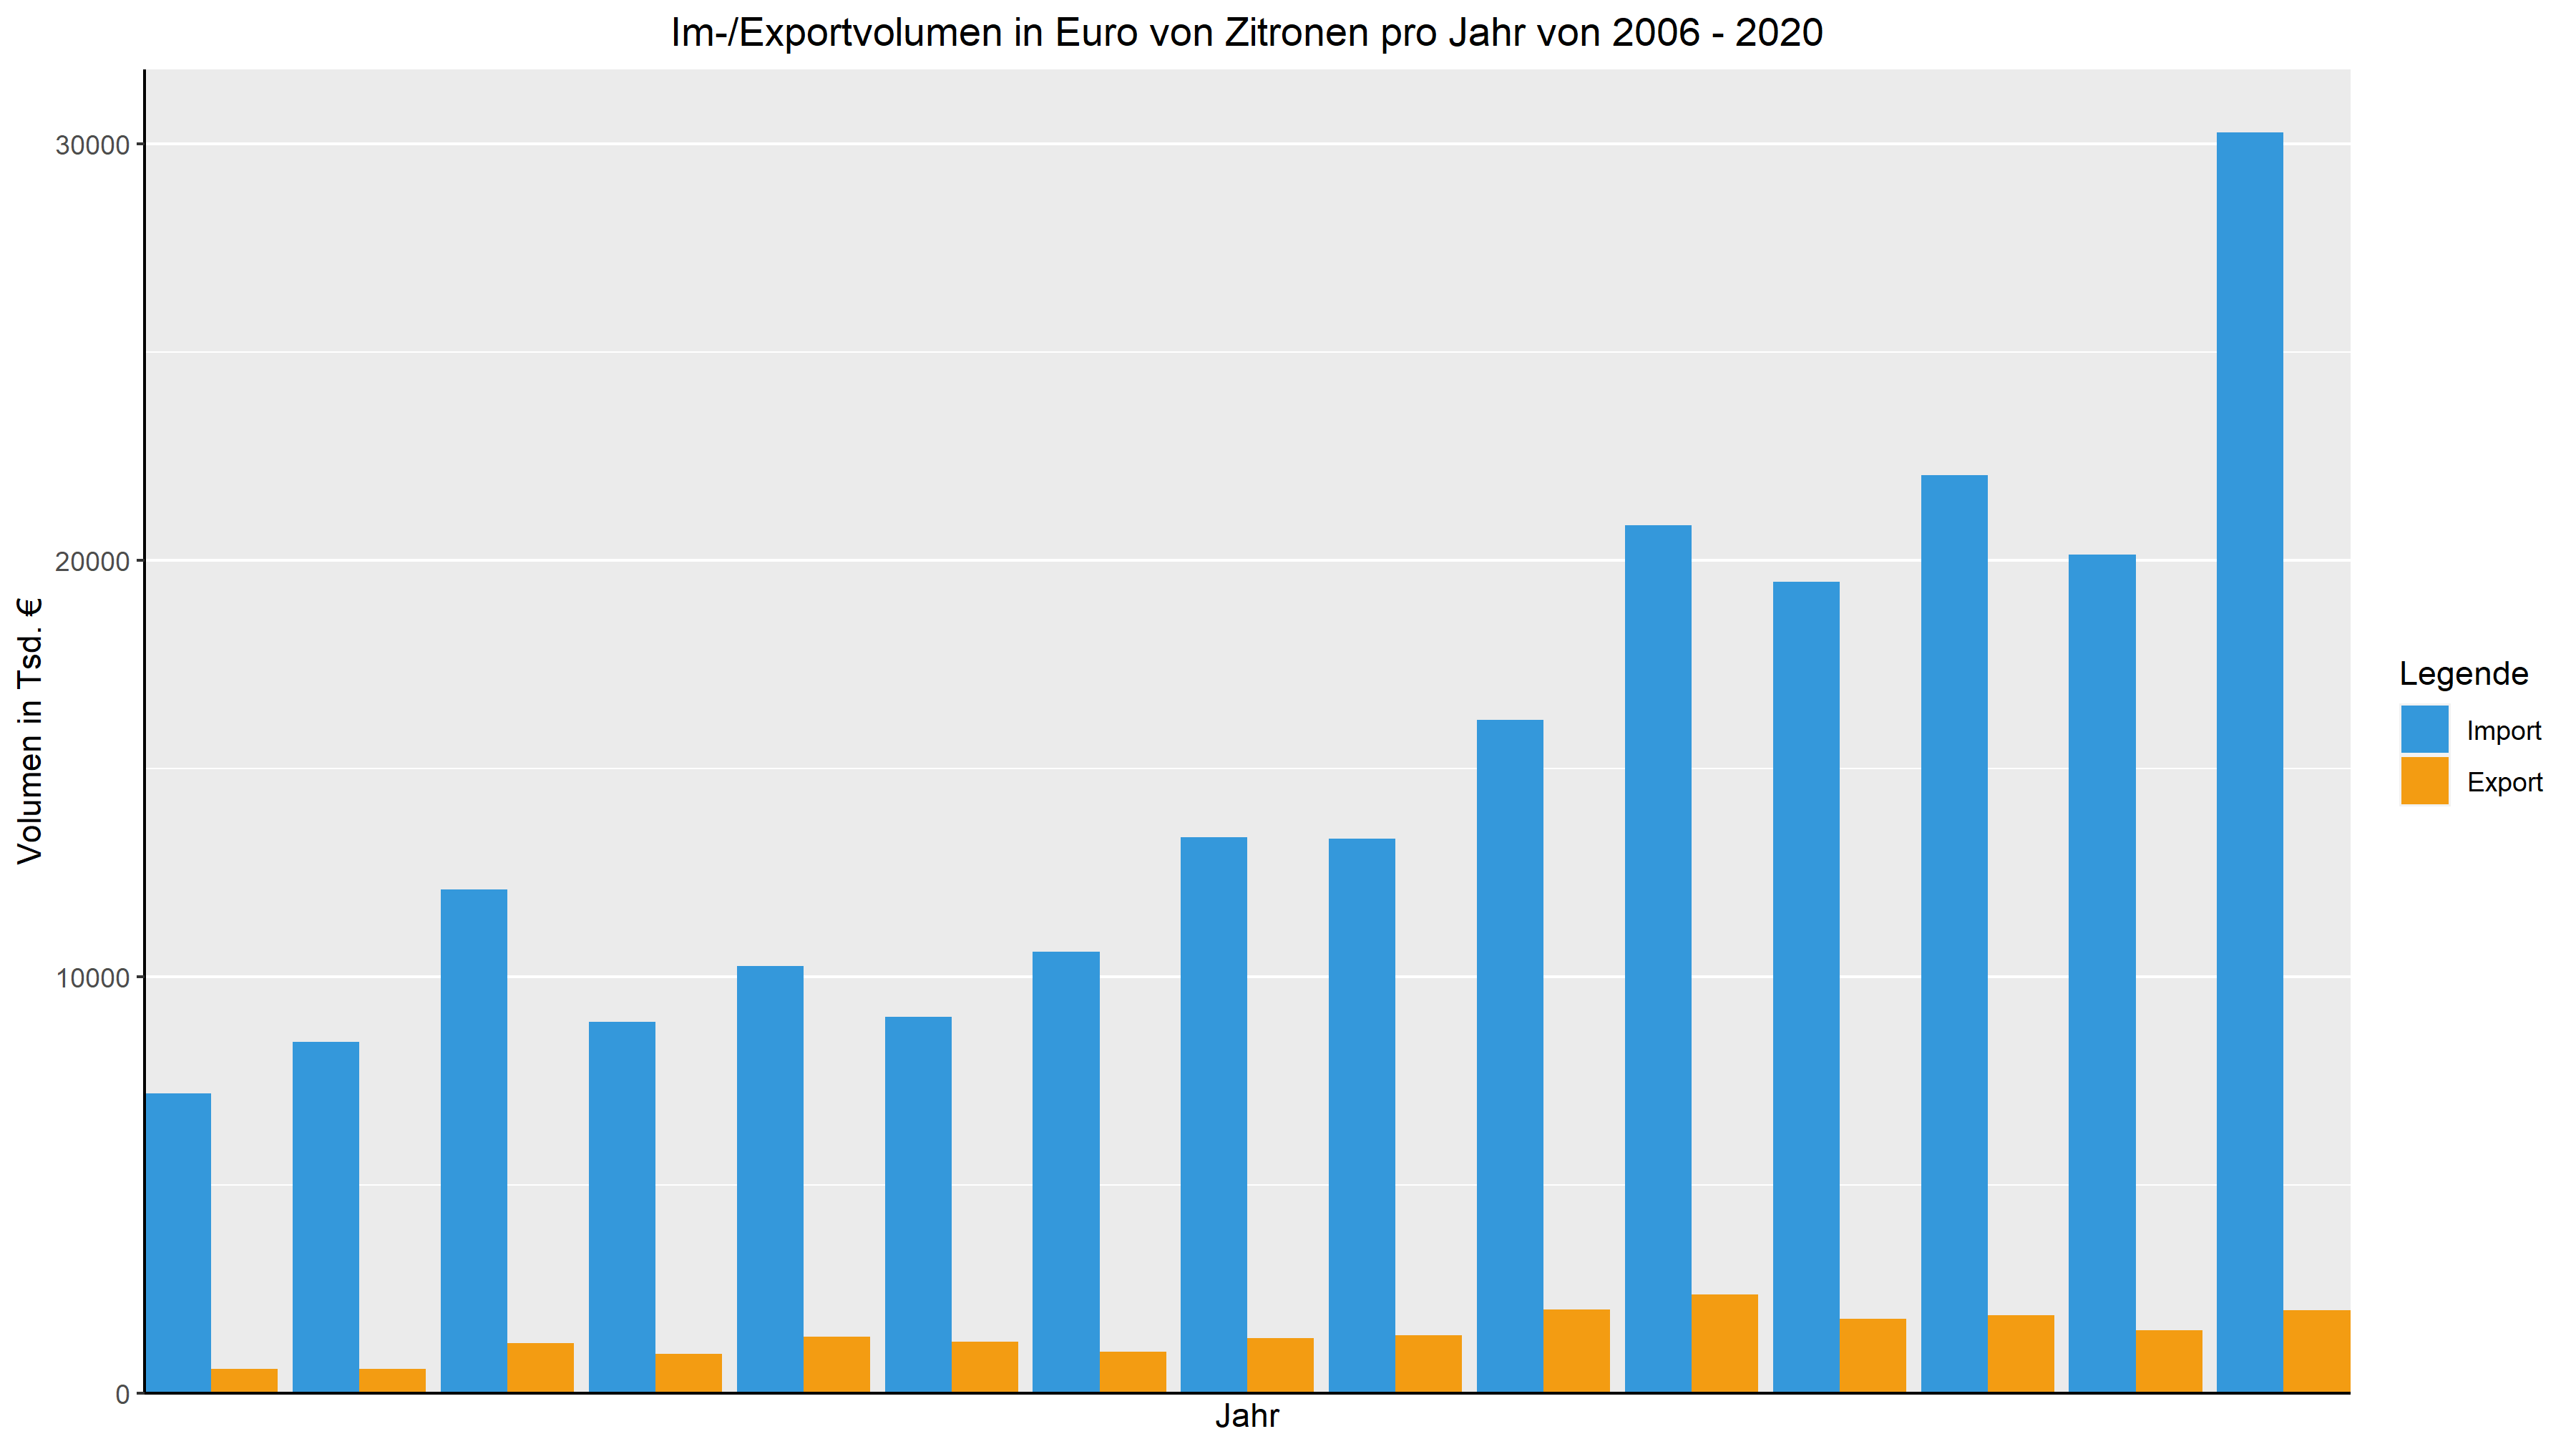 Im-/Exportvolumen in Euro von Zitronen pro Jahr von 2006 - 2020
Volumen in Tsd. €
30000
20000
10000
0
Jahr
Legende
Import
Export